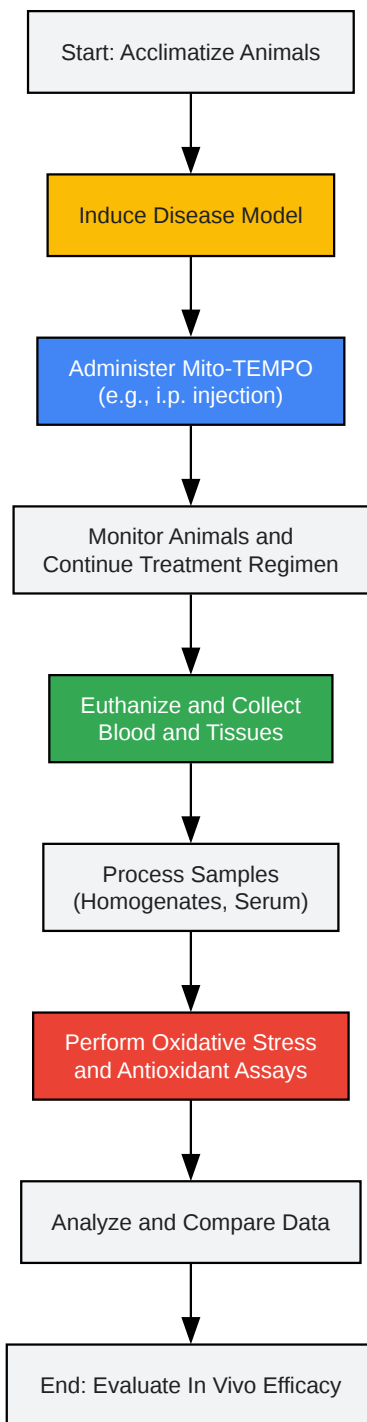 Start: Acclimatize Animals
Induce Disease Model
Administer Mito-TEMPO
(e.g., i.p. injection)
Monitor Animals and
Continue Treatment Regimen
Euthanize and Collect
Blood and Tissues
Process Samples
(Homogenates, Serum)
Perform Oxidative Stress
and Antioxidant Assays
Analyze and Compare Data
End: Evaluate In Vivo Efficacy